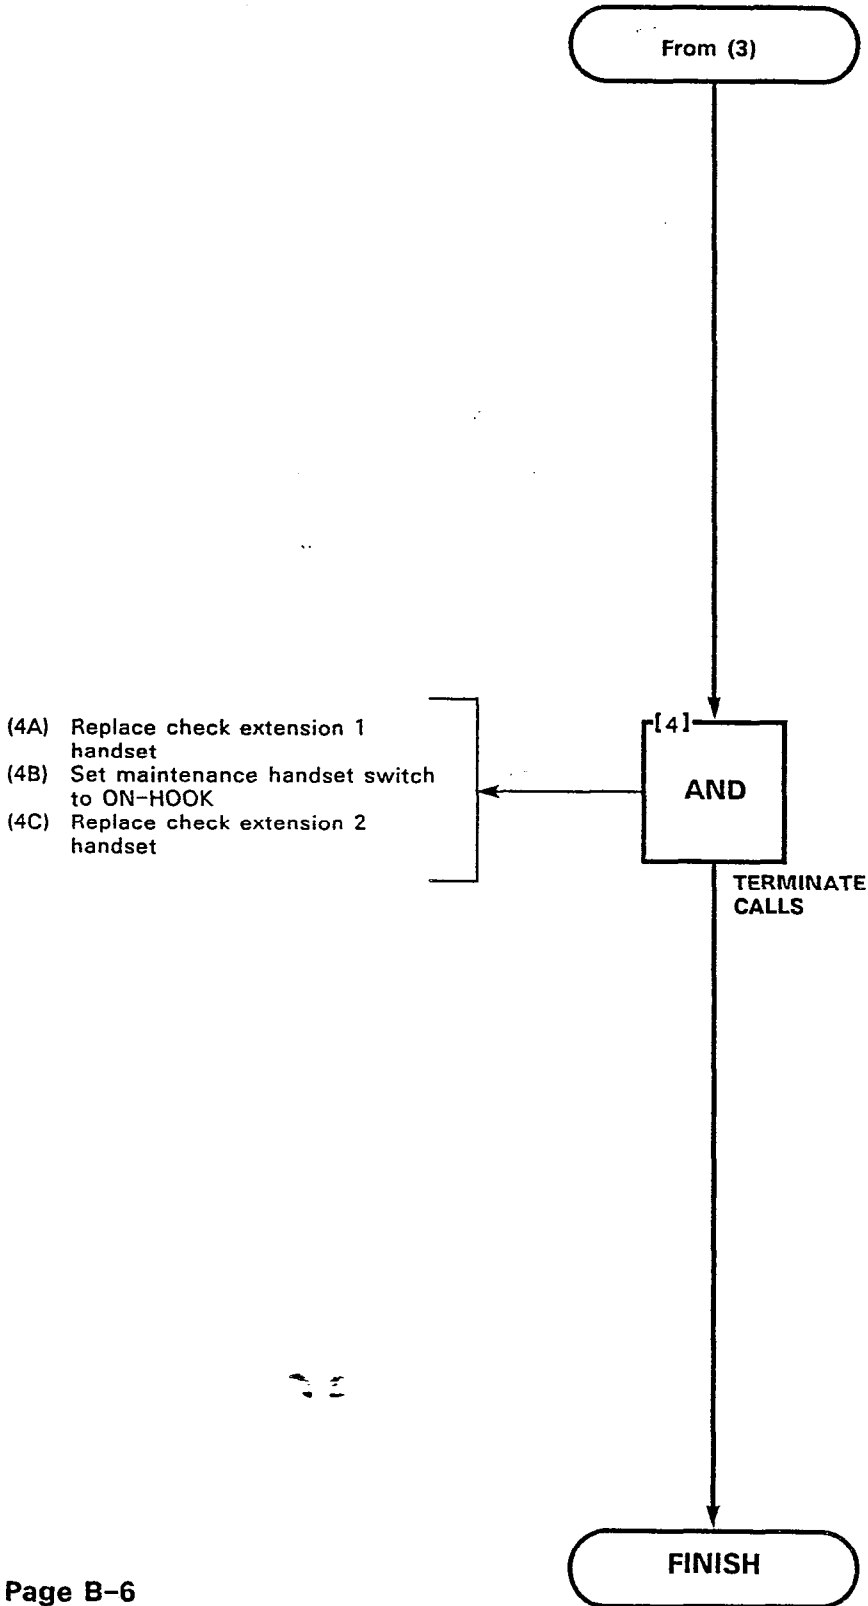 From (3)
(4A) Replace check extension 1
handset
(4B) Set maintenance handset switch
to ON-HOOK
(4C) Replace check extension 2
handset
[4]
AND
TERMINATE
CALLS
FINISH
Page B-6